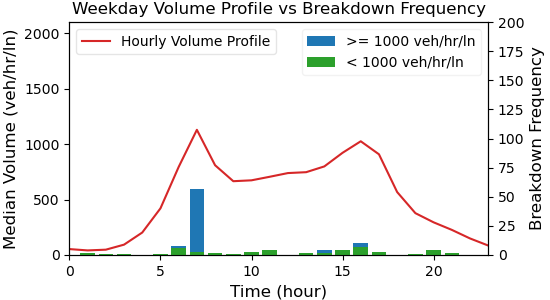 Weekday Volume Profile vs Breakdown Frequency
Hourly Volume Profile
>= 1000 veh/hr/ln
< 1000 veh/hr/ln
Median Volume (veh/hr/ln)
2000
1500
1000
500
0
Breakdown Frequency
200
175
150
125
100
75
50
25
0
0 5 10 15 20
Time (hour)